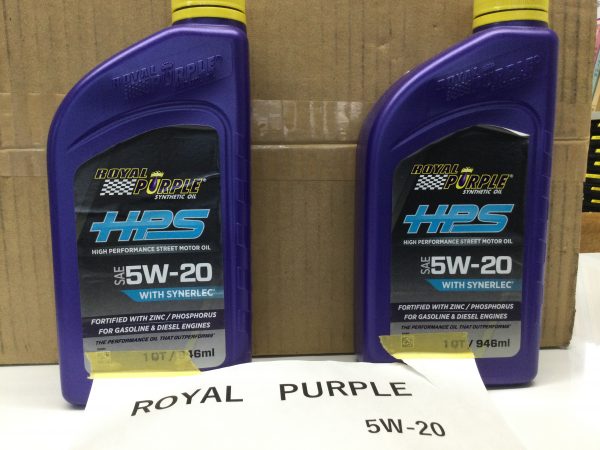 ROYAL PURPLE
ROYAL
PURPLE®
SYNTHETIC OIL
HPS
HIGH PERFORMANCE STREET MOTOR OIL
SAE 5W-20
WITH SYNERLEC®
FORTIFIED WITH ZINC / PHOSPHORUS
FOR GASOLINE & DIESEL ENGINES
THE PERFORMANCE OIL THAT OUTPERFORMS®
1 QT / 946ml
ROYAL PURPLE
ROYAL
PURPLE®
SYNTHETIC OIL
HPS
HIGH PERFORMANCE STREET MOTOR OIL
SAE 5W-20
WITH SYNERLEC®
FORTIFIED WITH ZINC / PHOSPHORUS
FOR GASOLINE & DIESEL ENGINES
THE PERFORMANCE OIL THAT OUTPERFORMS®
1 QT / 946ml
ROYAL PURPLE
5W-20